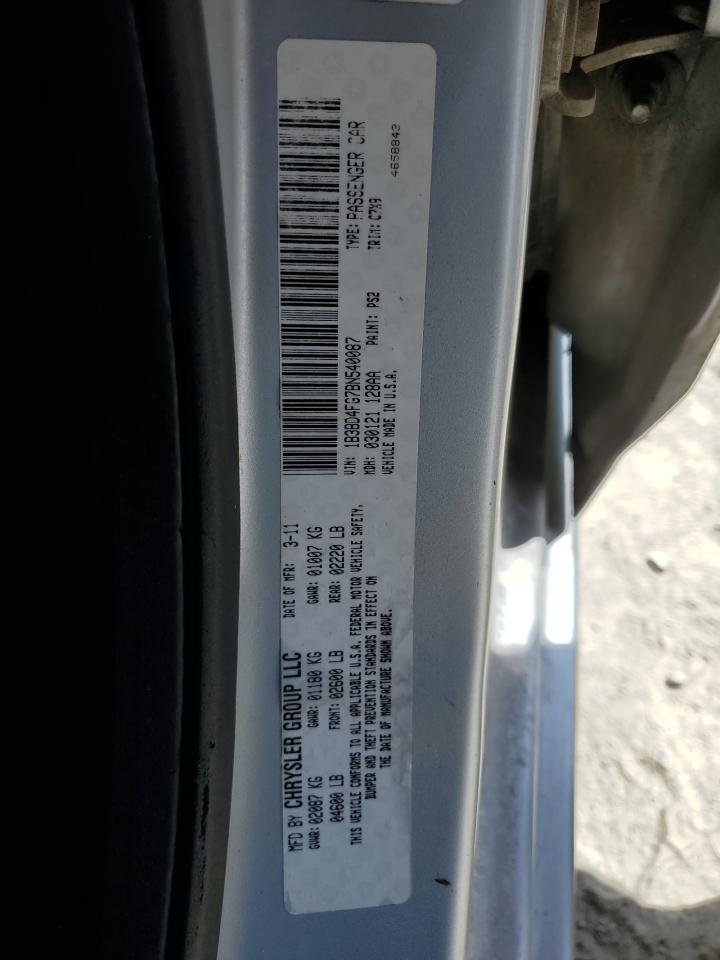 MFD BY CHRYSLER GROUP LLC DATE OF MFR: 3-11
GVWR: 02087 KG GAWR: 01180 KG GAWR: 01007 KG
04600 LB FRONT: 02600 LB REAR: 02220 LB
THIS VEHICLE CONFORMS TO ALL APPLICABLE U.S.A. FEDERAL MOTOR VEHICLE SAFETY,
BUMPER AND THEFT PREVENTION STANDARDS IN EFFECT ON
THE DATE OF MANUFACTURE SHOWN ABOVE.
VIN: 1B3BD4FG7BN540087 TYPE: PASSENGER CAR
MDH: 030121 128AA PAINT: PS2 TRIM: C7X9
VEHICLE MADE IN U.S.A. 4658843